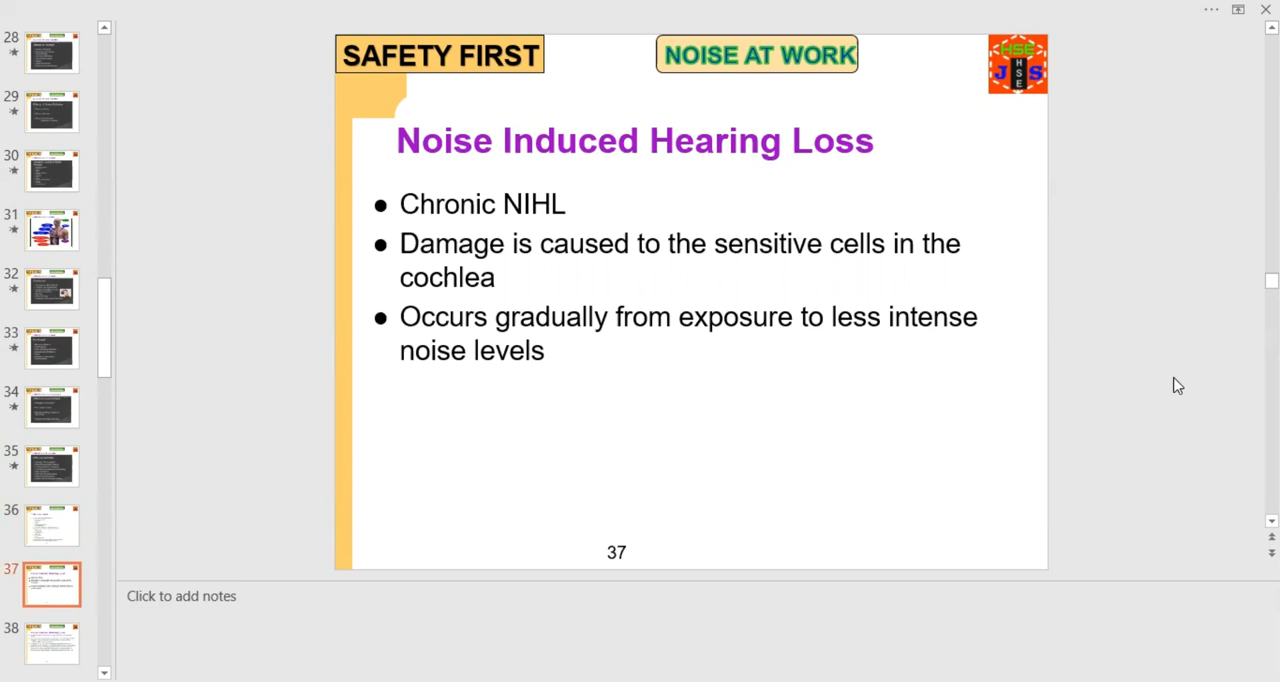 28
SAFETY FIRST
NOISE AT WORK
HSE
J S
H
S
E
29
Noise Induced Hearing Loss
30
● Chronic NIHL
31
● Damage is caused to the sensitive cells in the
cochlea
32
● Occurs gradually from exposure to less intense
noise levels
33
34
35
36
37
37
Click to add notes
38